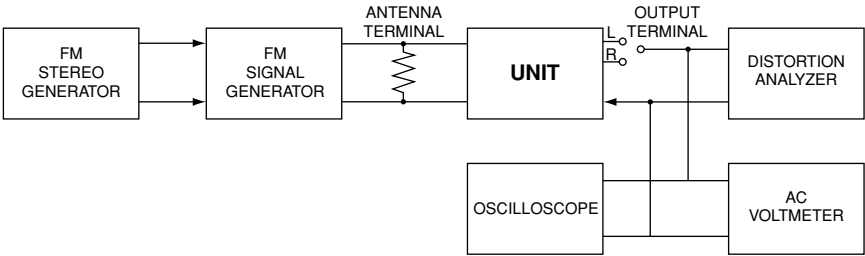 FM
STEREO
GENERATOR
FM
SIGNAL
GENERATOR
ANTENNA
TERMINAL
UNIT
L
R
OUTPUT
TERMINAL
DISTORTION
ANALYZER
OSCILLOSCOPE
AC
VOLTMETER